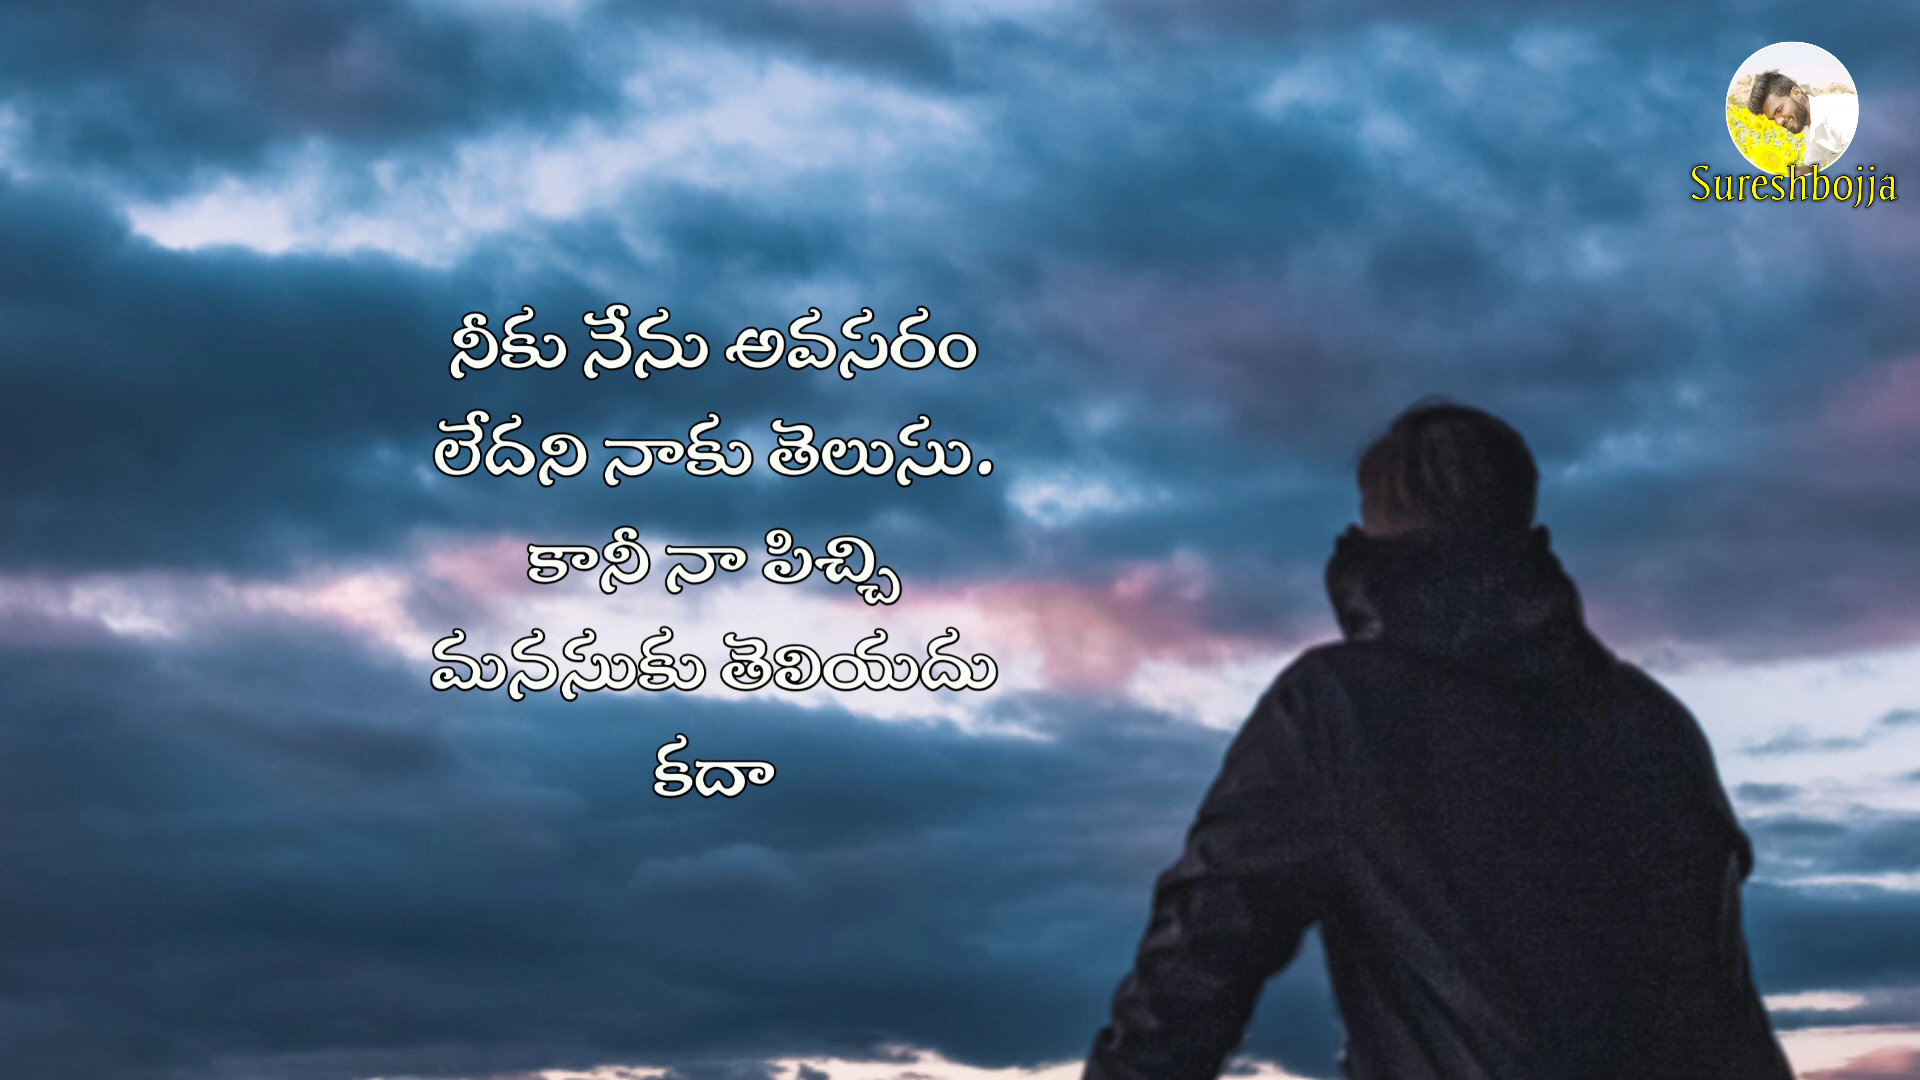 Sureshbojja
నీకు నేను అవసరం
లేదని నాకు తెలుసు.
కానీ నా పిచ్చి
మనసుకు తెలియదు
కదా